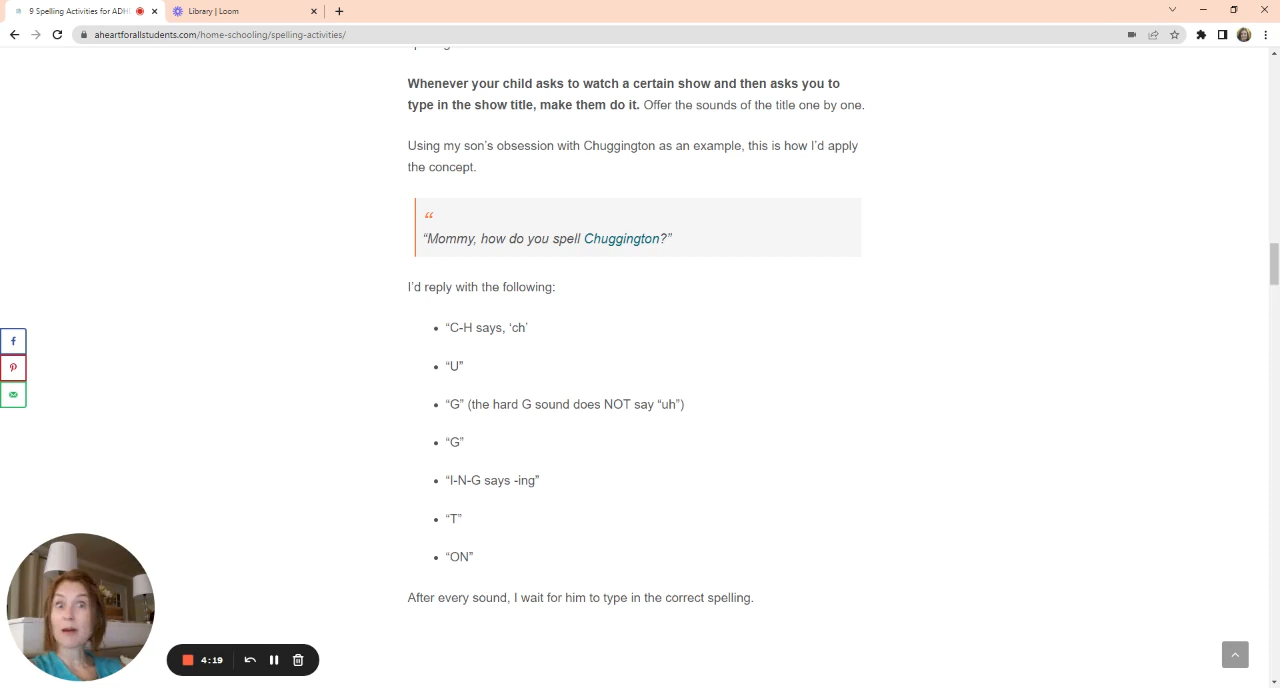 9 Spelling Activities for ADH
Library | Loom
aheartforallstudents.com/home-schooling/spelling-activities/
Whenever your child asks to watch a certain show and then asks you to
type in the show title, make them do it. Offer the sounds of the title one by one.
Using my son's obsession with Chuggington as an example, this is how I'd apply
the concept.
“
“Mommy, how do you spell Chuggington?”
I'd reply with the following:
• “C-H says, ‘ch’
• “U”
• “G” (the hard G sound does NOT say “uh”)
• “G”
• “I-N-G says -ing”
• “T”
• “ON”
After every sound, I wait for him to type in the correct spelling.
4:19